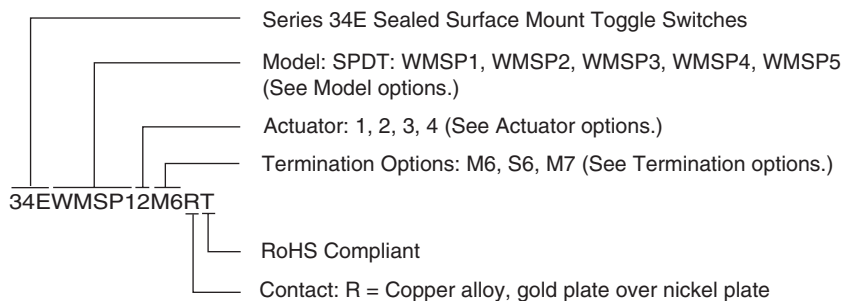 Series 34E Sealed Surface Mount Toggle Switches
Model: SPDT: WMSP1, WMSP2, WMSP3, WMSP4, WMSP5
(See Model options.)
Actuator: 1, 2, 3, 4 (See Actuator options.)
Termination Options: M6, S6, M7 (See Termination options.)
34EWMSP12M6RT
RoHS Compliant
Contact: R = Copper alloy, gold plate over nickel plate